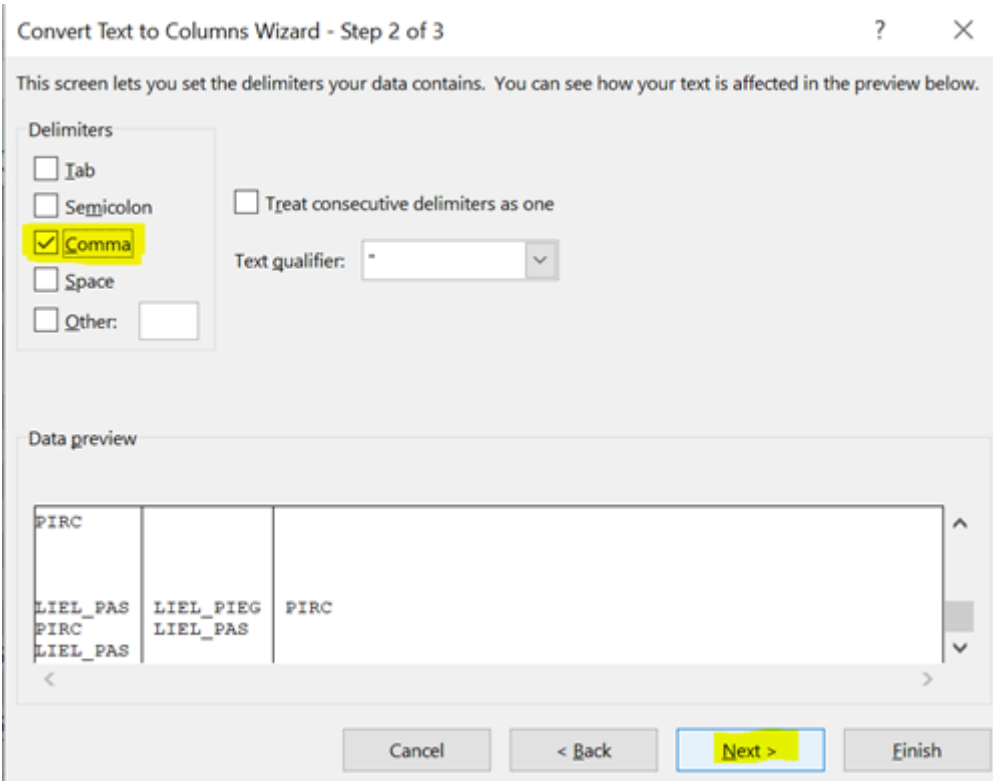 Convert Text to Columns Wizard - Step 2 of 3 ?
This screen lets you set the delimiters your data contains. You can see how your text is affected in the preview below.
Delimiters
Tab
Semicolon
Treat consecutive delimiters as one
Comma
Text qualifier: "
Space
Other:
Data preview
PIRC
LIEL_PAS LIEL_PIEG PIRC
PIRC LIEL_PAS
LIEL_PAS
Cancel < Back Next > Finish